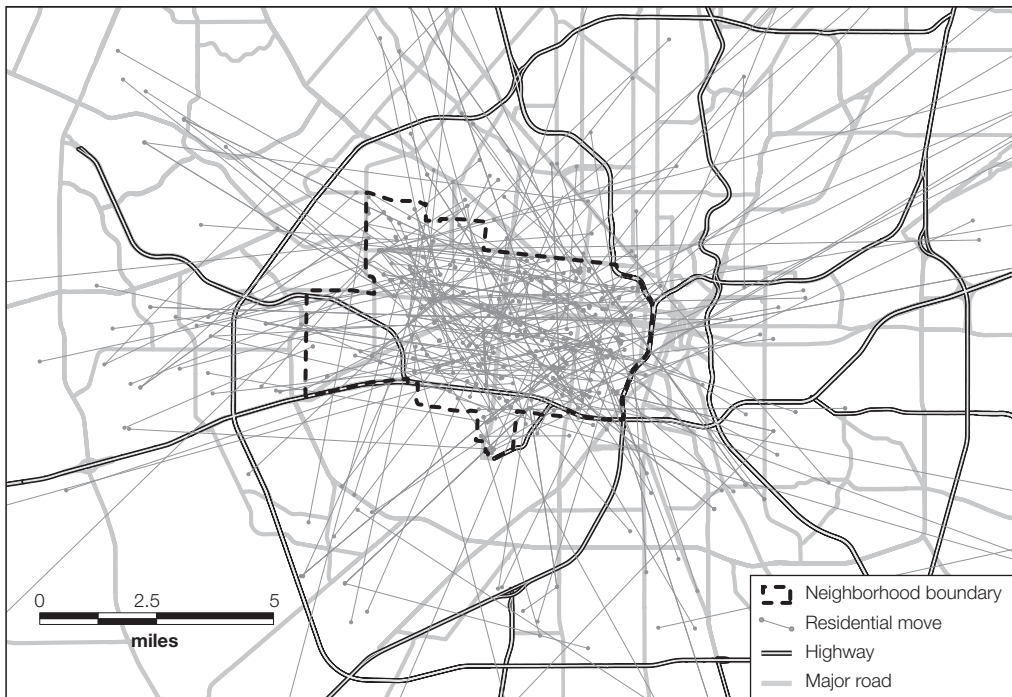 0 2.5 5
miles
Neighborhood boundary
Residential move
Highway
Major road